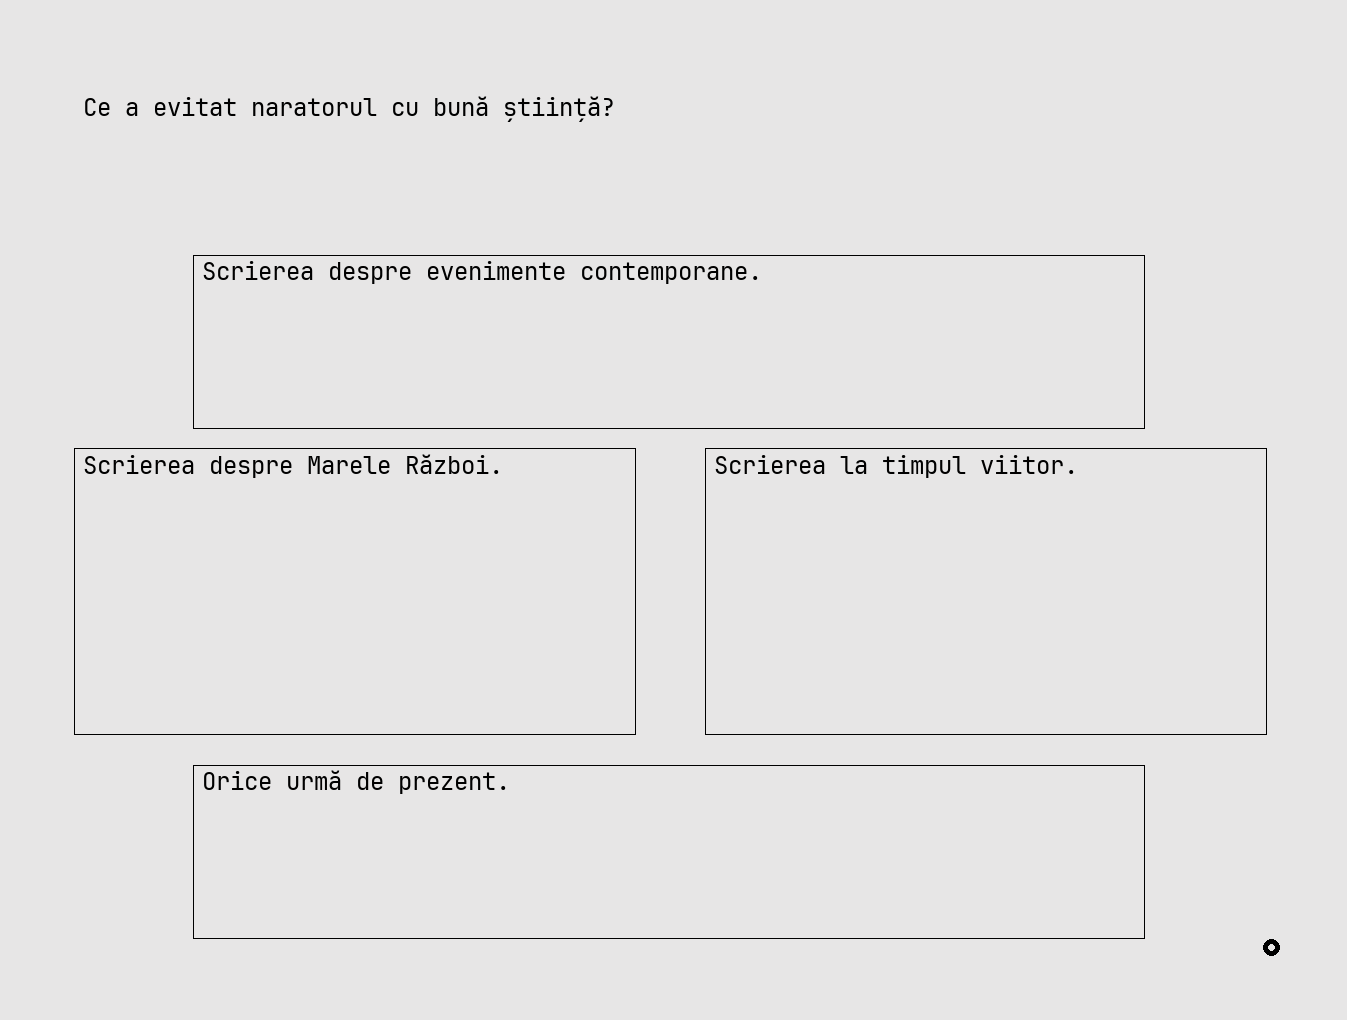 Ce a evitat naratorul cu bună știință?
Scrierea despre evenimente contemporane.
Scrierea despre Marele Război.
Scrierea la timpul viitor.
Orice urmă de prezent.